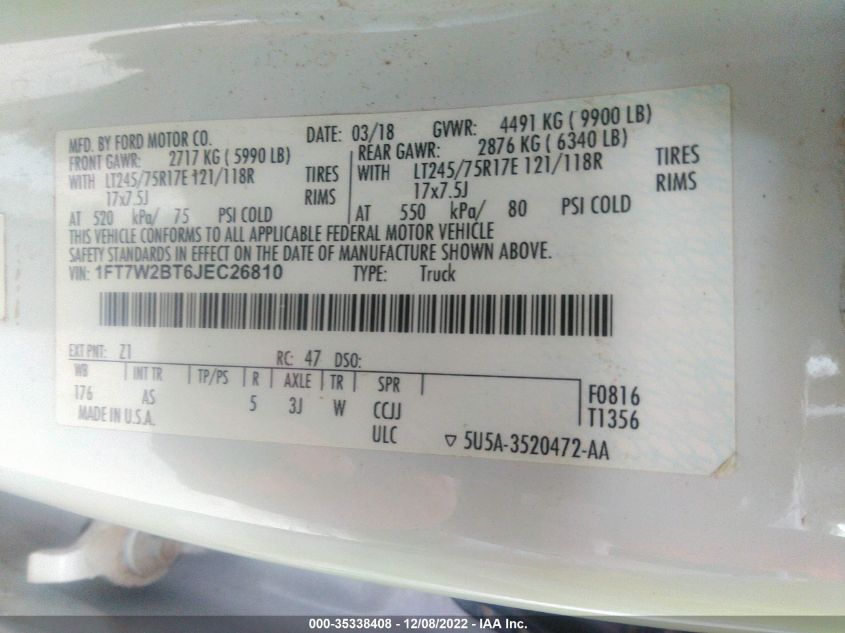 MFD. BY FORD MOTOR CO. DATE: 03/18 GVWR: 4491 KG ( 9900 LB)
FRONT GAWR: 2717 KG ( 5990 LB) REAR GAWR: 2876 KG ( 6340 LB)
WITH LT245/75R17E 121/118R TIRES WITH LT245/75R17E 121/118R TIRES
17x7.5J RIMS 17x7.5J RIMS
AT 520 kPa/ 75 PSI COLD AT 550 kPa/ 80 PSI COLD
THIS VEHICLE CONFORMS TO ALL APPLICABLE FEDERAL MOTOR VEHICLE
SAFETY STANDARDS IN EFFECT ON THE DATE OF MANUFACTURE SHOWN ABOVE.
VIN: 1FT7W2BT6JEC26810 TYPE: Truck
EXT PNT: Z1 RC: 47 DSO:
WB INT TR TP/PS R AXLE TR SPR
176 AS 5 3J W CCJJ F0816
MADE IN U.S.A. ULC T1356
▽ 5U5A-3520472-AA
000-35338408 - 12/08/2022 - IAA Inc.